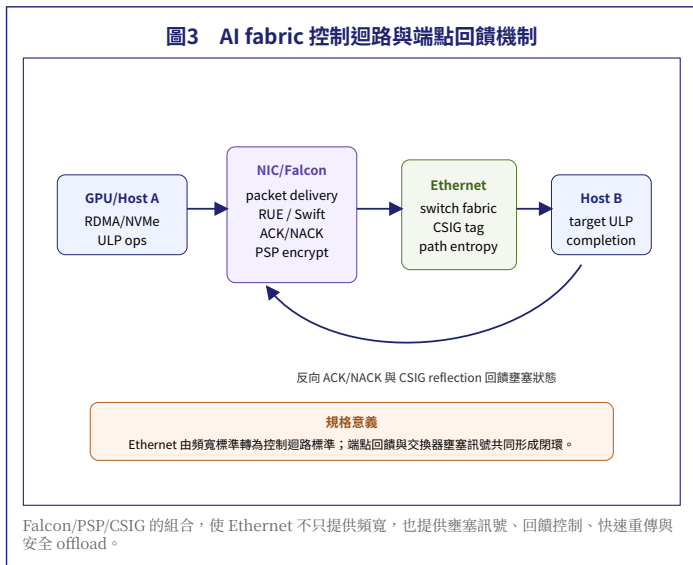 圖3 AI fabric 控制迴路與端點回饋機制
GPU/Host A
RDMA/NVMe
ULP ops
NIC/Falcon
packet delivery
RUE / Swift
ACK/NACK
PSP encrypt
Ethernet
switch fabric
CSIG tag
path entropy
Host B
target ULP
completion
反向 ACK/NACK 與 CSIG reflection 回饋壅塞狀態
規格意義
Ethernet 由頻寬標準轉為控制迴路標準；端點回饋與交換器壅塞訊號共同形成閉環。
Falcon/PSP/CSIG 的組合，使 Ethernet 不只提供頻寬，也提供壅塞訊號、回饋控制、快速重傳與
安全 offload。